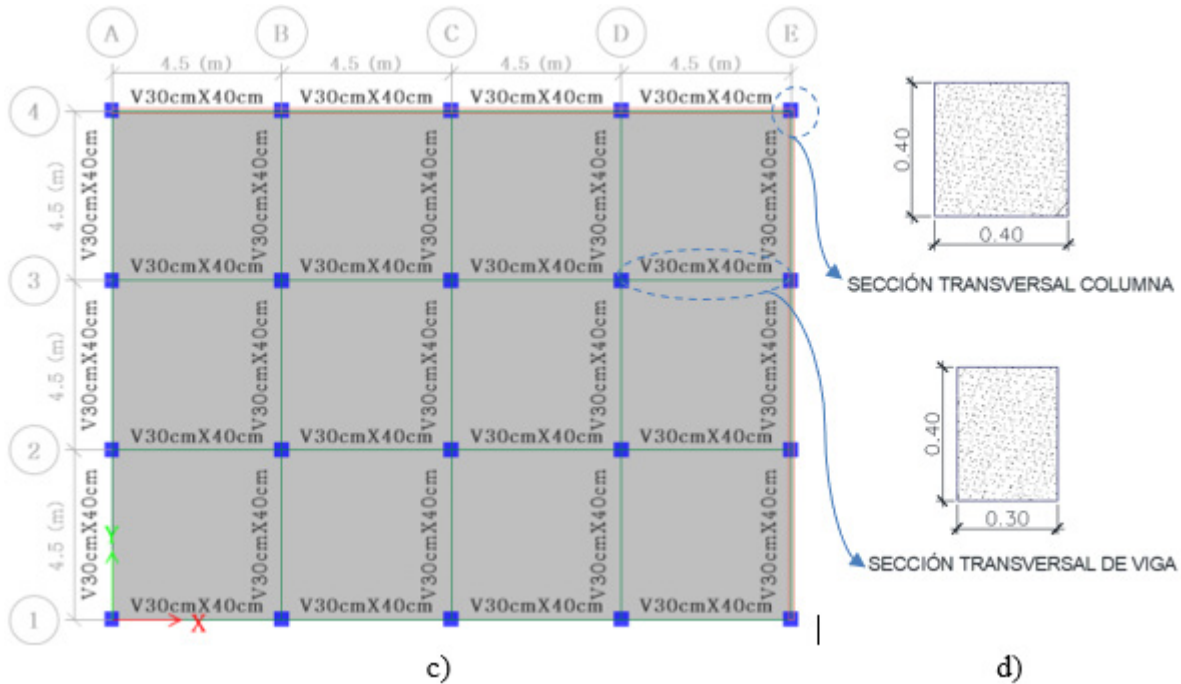 A B C D E
4.5 (m) 4.5 (m) 4.5 (m) 4.5 (m)
V30cmX40cm V30cmX40cm V30cmX40cm V30cmX40cm
4
V30cmX40cm V30cmX40cm V30cmX40cm V30cmX40cm V30cmX40cm
4.5 (m)
V30cmX40cm V30cmX40cm V30cmX40cm V30cmX40cm
3
V30cmX40cm V30cmX40cm V30cmX40cm V30cmX40cm V30cmX40cm
4.5 (m)
V30cmX40cm V30cmX40cm V30cmX40cm V30cmX40cm
2
V30cmX40cm V30cmX40cm V30cmX40cm V30cmX40cm V30cmX40cm
4.5 (m)
Y
V30cmX40cm V30cmX40cm V30cmX40cm V30cmX40cm
1
X
c)
0.40
0.40
SECCIÓN TRANSVERSAL COLUMNA
0.40
0.30
SECCIÓN TRANSVERSAL DE VIGA
d)